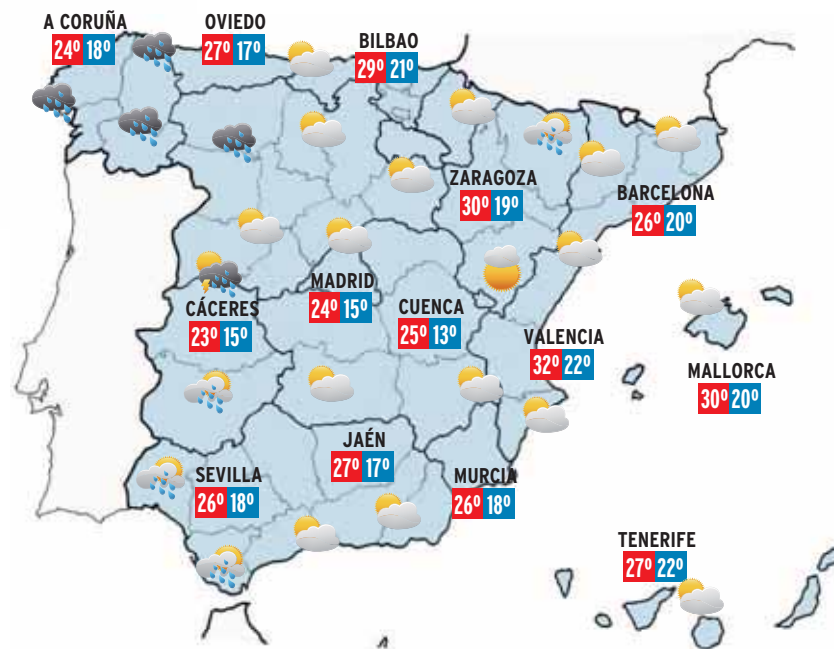 A CORUÑA
24º 18º
OVIEDO
27º 17º
BILBAO
29º 21º
ZARAGOZA
30º 19º
BARCELONA
26º 20º
MADRID
24º 15º
CÁCERES
23º 15º
CUENCA
25º 13º
VALENCIA
32º 22º
MALLORCA
30º 20º
JAÉN
27º 17º
SEVILLA
26º 18º
MURCIA
26º 18º
TENERIFE
27º 22º